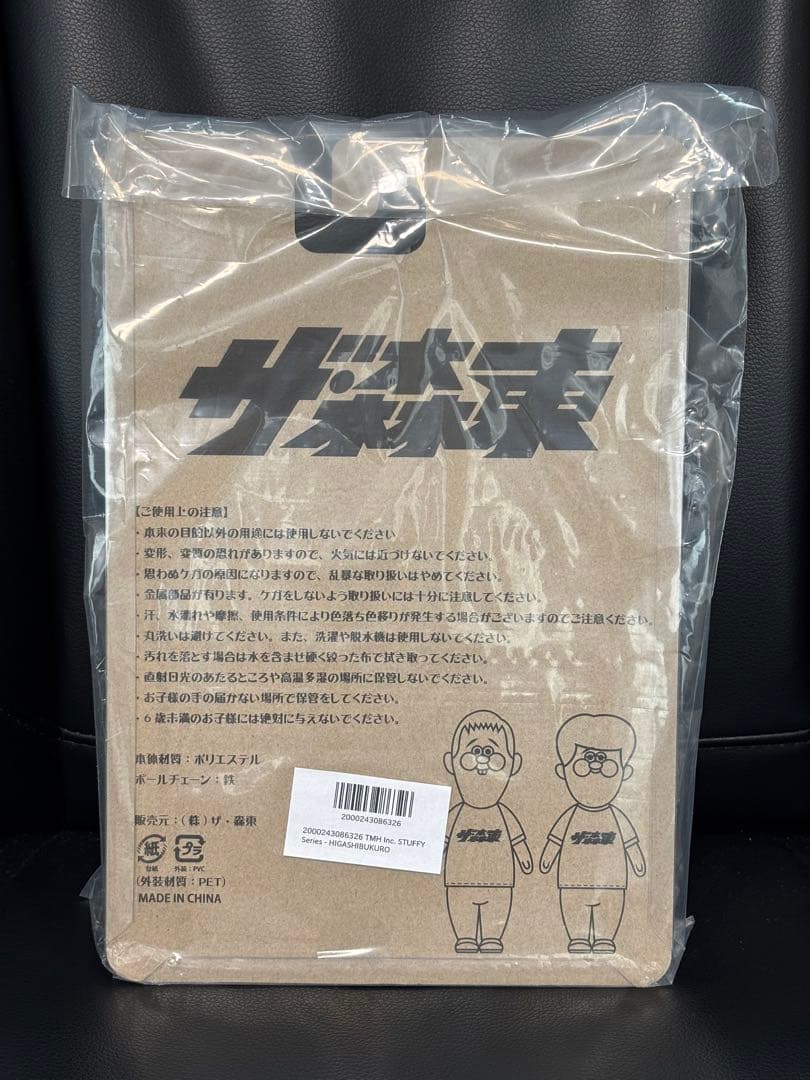 ザ・森東
【ご使用上の注意】
・本来の目的以外の用途には使用しないでください
・変形、変質の恐れがありますので、火気には近づけないでください。
・思わぬケガの原因になりますので、乱暴な取り扱いはやめてください。
・金属部品が有ります。ケガをしないよう取り扱いには十分に注意してください。
・汗、水濡れや摩擦、使用条件により色落ち色移りが発生する場合がございますのでご注意ください。
・丸洗いは避けてください。また、洗濯や脱水機は使用しないでください。
・汚れを落とす場合は水を含ませ硬く絞った布で拭き取ってください。
・直射日光のあたるところや高温多湿の場所に保管しないでください。
・お子様の手の届かない場所で保管をしてください。
・6歳未満のお子様には絶対に与えないでください。
本体材質：ポリエステル
ボールチェーン：鉄
販売元：（株）ザ・森東
紙 プラ
台紙 外装：PVC
（外装材質：PET）
MADE IN CHINA
2000243086326
2000243086326 TMH Inc. STUFFY
Series - HIGASHIBUKURO
ザ・森東
ザ・森東